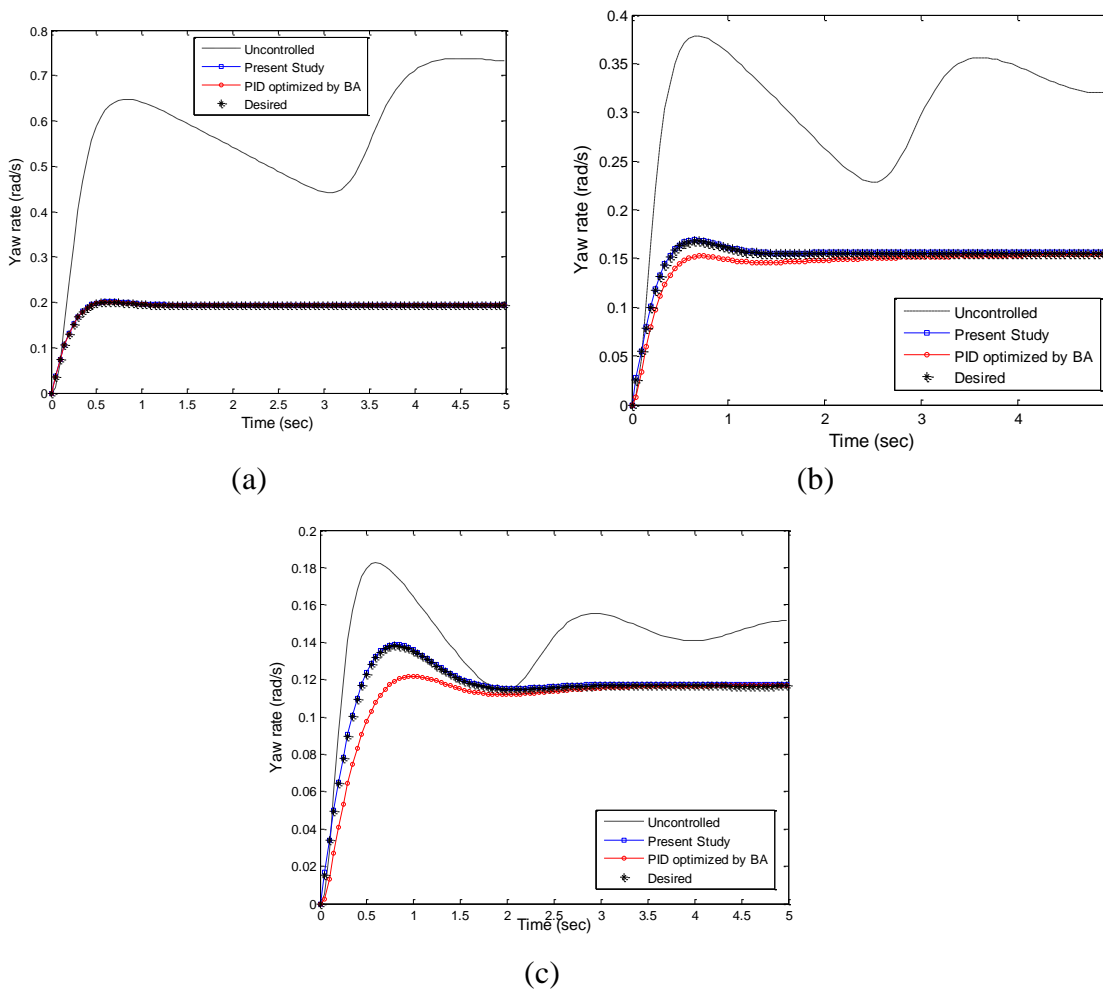 0.8
0.7
0.6
0.5
0.4
0.3
0.2
0.1
0
Yaw rate (rad/s)
0 0.5 1 1.5 2 2.5 3 3.5 4 4.5 5
Time (sec)
Uncontrolled
Present Study
PID optimized by BA
Desired
(a)
0.4
0.35
0.3
0.25
0.2
0.15
0.1
0.05
0
Yaw rate (rad/s)
0 1 2 3 4
Time (sec)
Uncontrolled
Present Study
PID optimized by BA
Desired
(b)
0.2
0.18
0.16
0.14
0.12
0.1
0.08
0.06
0.04
0.02
0
Yaw rate (rad/s)
0 0.5 1 1.5 2 2.5 3 3.5 4 4.5 5
Time (sec)
Uncontrolled
Present Study
PID optimized by BA
Desired
(c)